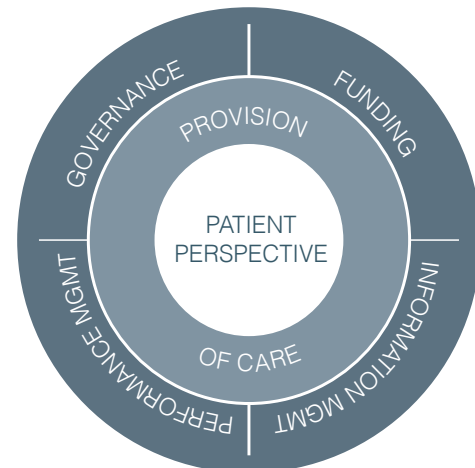 GOVERNANCE
FUNDING
PROVISION
PATIENT
PERSPECTIVE
OF CARE
PERFORMANCE MGMT
INFORMATION MGMT